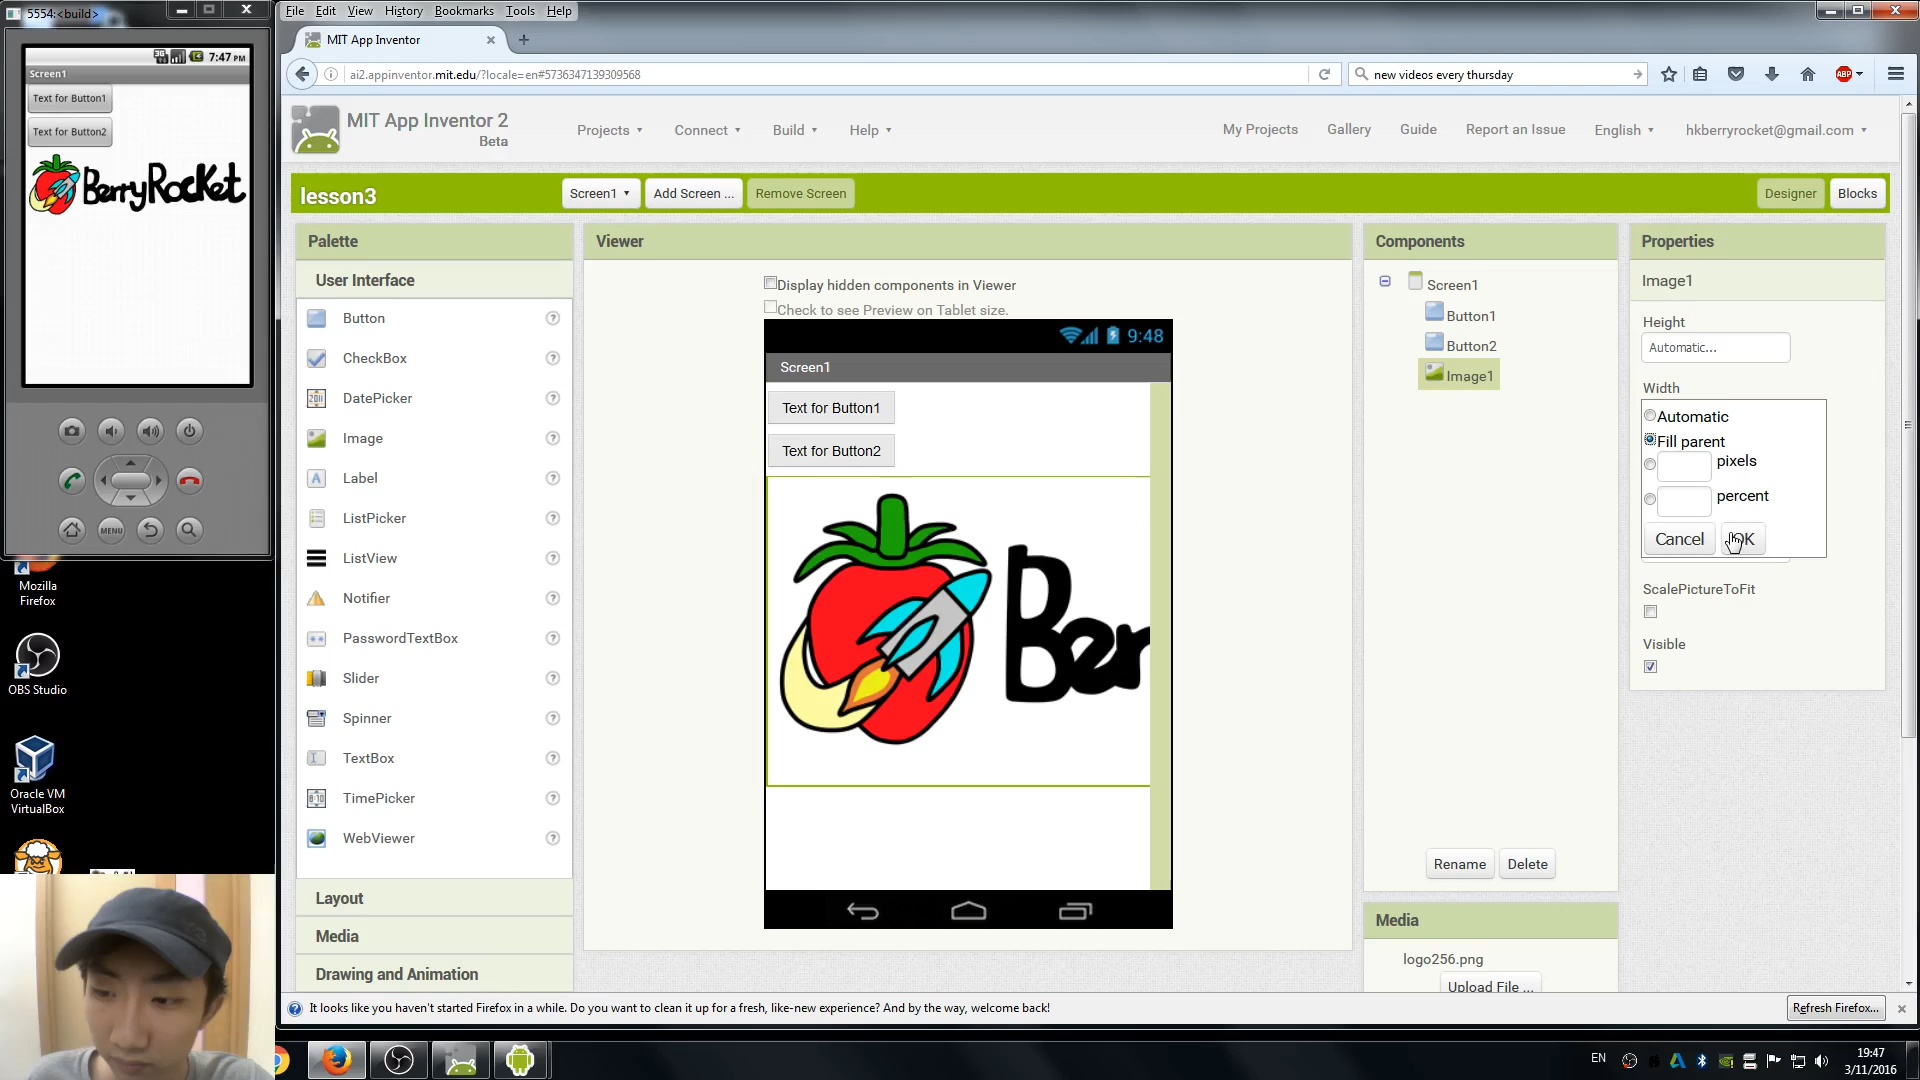 5554:<build>
3G 7:47 PM
Screen1
Text for Button1
Text for Button2
BerryRocKet
MENU
Mozilla
Firefox
OBS Studio
Oracle VM
VirtualBox
File Edit View History Bookmarks Tools Help
MIT App Inventor
ai2.appinventor.mit.edu/?locale=en#5736347139309568
new videos every thursday
ABP
MIT App Inventor 2
Beta
Projects Connect Build Help
My Projects Gallery Guide Report an Issue English hkberryrocket@gmail.com
lesson3
Screen1 Add Screen ... Remove Screen
Designer Blocks
Palette
User Interface
Button
CheckBox
DatePicker
Image
Label
ListPicker
ListView
Notifier
PasswordTextBox
Slider
Spinner
TextBox
TimePicker
WebViewer
Layout
Media
Drawing and Animation
Viewer
Display hidden components in Viewer
Check to see Preview on Tablet size.
9:48
Screen1
Text for Button1
Text for Button2
Ber
Components
Screen1
Button1
Button2
Image1
Rename Delete
Media
logo256.png
Upload File ...
Properties
Image1
Height
Automatic...
Width
Automatic
Fill parent
pixels
percent
Cancel OK
ScalePictureToFit
Visible
It looks like you haven't started Firefox in a while. Do you want to clean it up for a fresh, like-new experience? And by the way, welcome back!
Refresh Firefox...
EN
19:47
3/11/2016